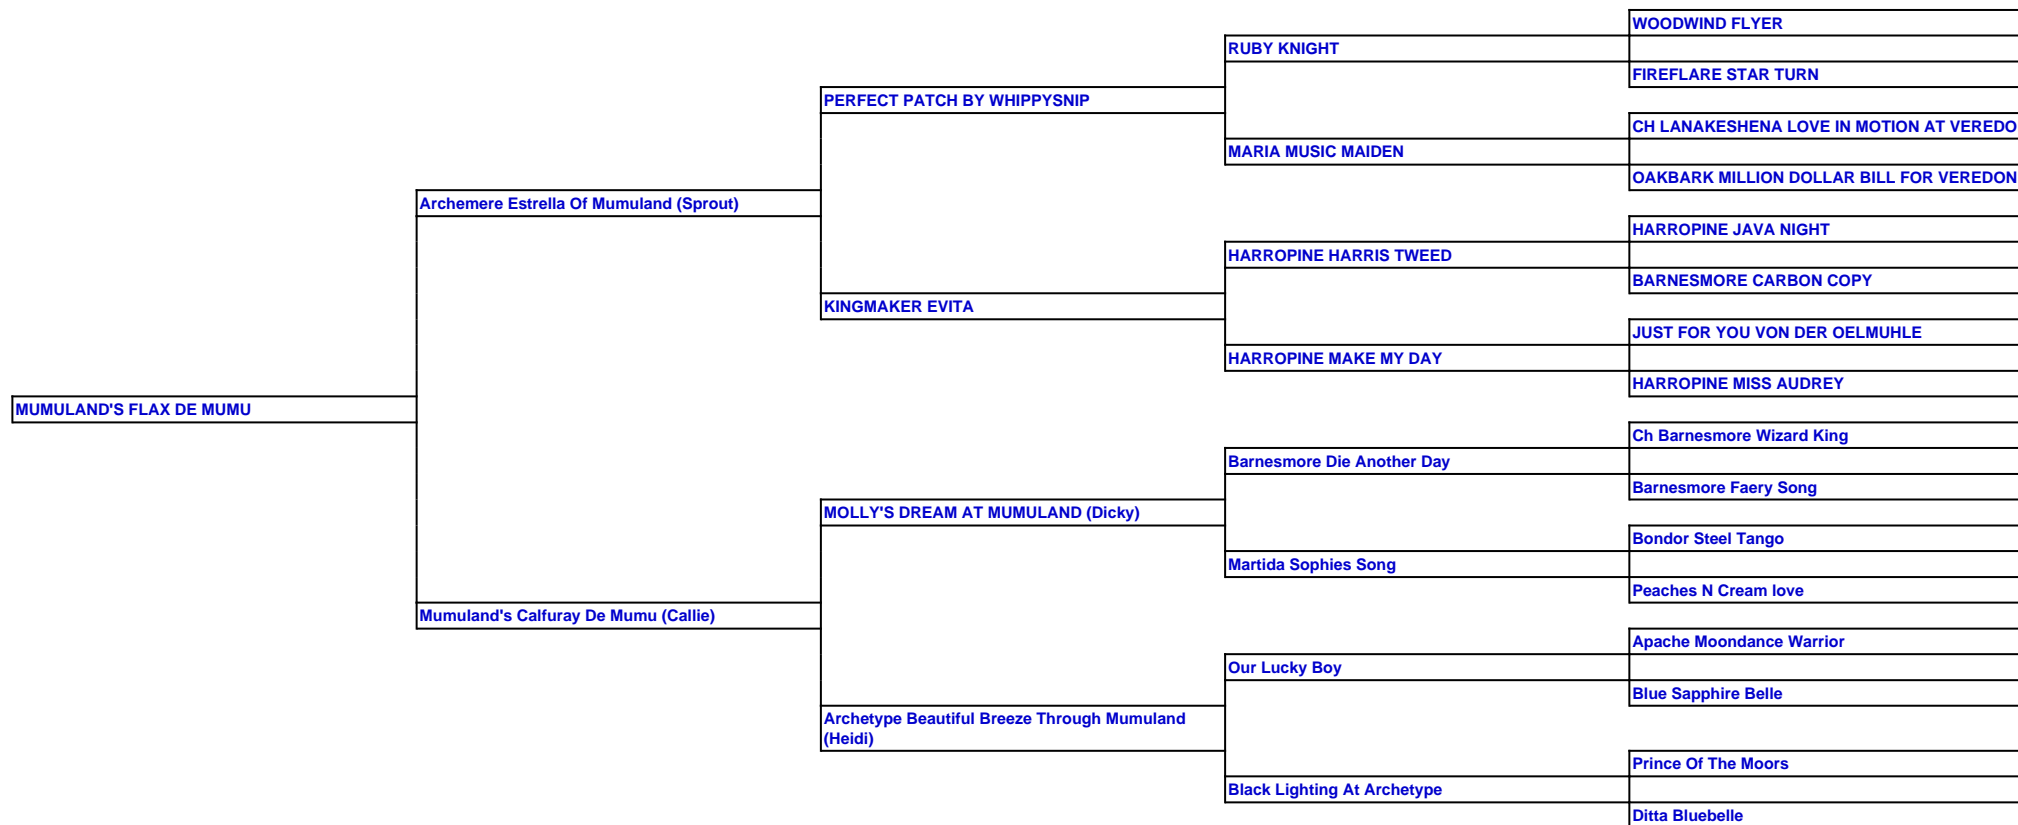 WOODWIND FLYER
RUBY KNIGHT
FIREFLARE STAR TURN
PERFECT PATCH BY WHIPPYSNIP
CH LANAKESHENA LOVE IN MOTION AT VEREDO
MARIA MUSIC MAIDEN
OAKBARK MILLION DOLLAR BILL FOR VEREDON
Archemere Estrella Of Mumuland (Sprout)
HARROPINE JAVA NIGHT
HARROPINE HARRIS TWEED
BARNESMORE CARBON COPY
KINGMAKER EVITA
JUST FOR YOU VON DER OELMUHLE
HARROPINE MAKE MY DAY
HARROPINE MISS AUDREY
MUMULAND'S FLAX DE MUMU
Ch Barnesmore Wizard King
Barnesmore Die Another Day
Barnesmore Faery Song
MOLLY'S DREAM AT MUMULAND (Dicky)
Bondor Steel Tango
Martida Sophies Song
Peaches N Cream love
Mumuland's Calfuray De Mumu (Callie)
Apache Moondance Warrior
Our Lucky Boy
Blue Sapphire Belle
Archetype Beautiful Breeze Through Mumuland
(Heidi)
Prince Of The Moors
Black Lighting At Archetype
Ditta Bluebelle